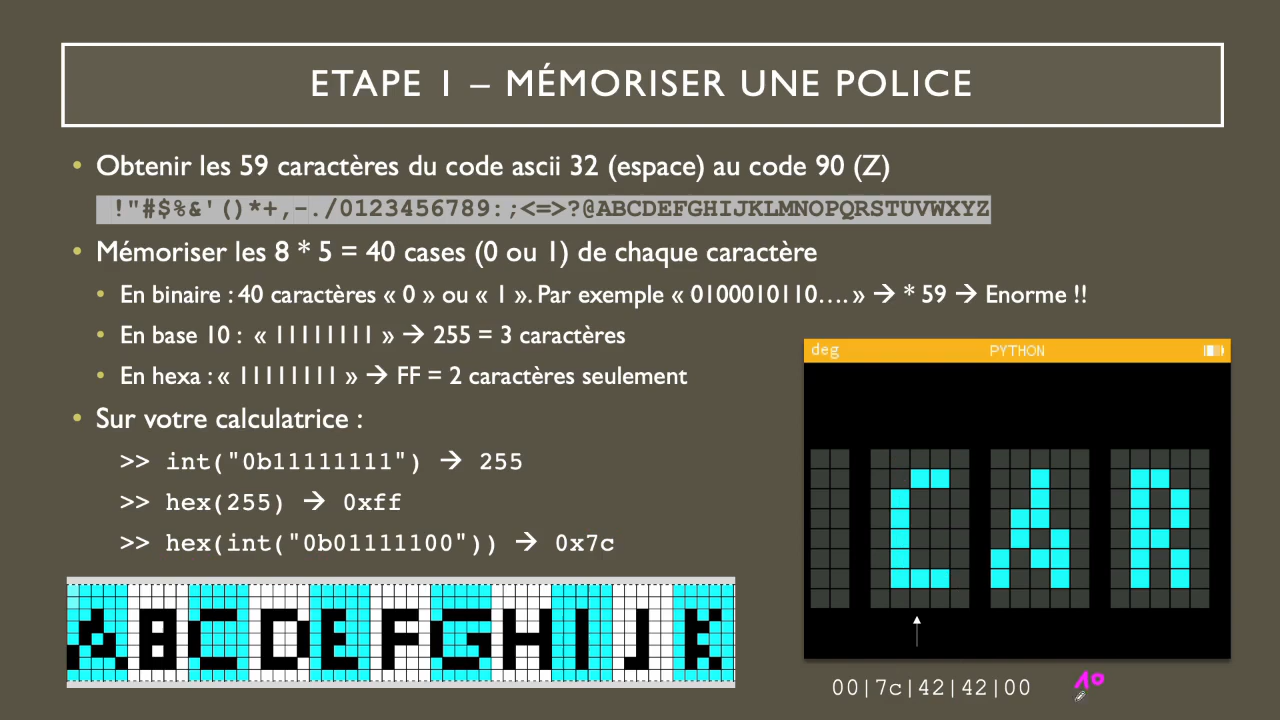 ETAPE 1 – MÉMORISER UNE POLICE
• Obtenir les 59 caractères du code ascii 32 (espace) au code 90 (Z)
!"#$%&'()*+,-./0123456789:;<=>?@ABCDEFGHIJKLMNOPQRSTUVWXYZ
• Mémoriser les 8 * 5 = 40 cases (0 ou 1) de chaque caractère
• En binaire : 40 caractères « 0 » ou « 1 ». Par exemple « 0100010110.... » → * 59 → Enorme !!
• En base 10 : « 11111111 » → 255 = 3 caractères
• En hexa : « 11111111 » → FF = 2 caractères seulement
• Sur votre calculatrice :
>> int("0b11111111") → 255
>> hex(255) → 0xff
>> hex(int("0b01111100")) → 0x7c
deg PYTHON
C A R
A B C D E F G H I J K
00|7c|42|42|00
10